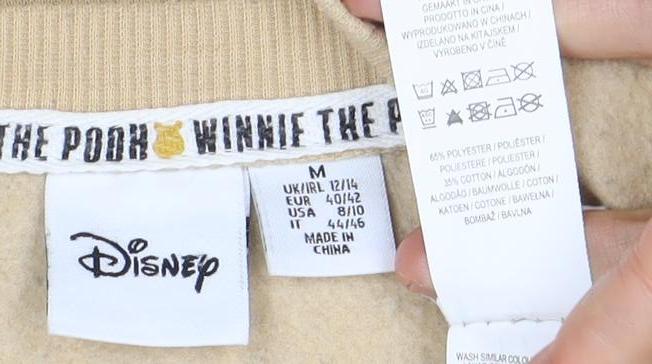 THE POOH WINNIE THE P
Disney
M
UK/IRL 12/14
EUR 40/42
USA 8/10
IT 44/46
MADE IN
CHINA
GEMAAKT IN
PRODOTTO IN CINA /
WYPRODUKOWANO W CHINACH /
IZDELANO NA KITAJSKEM /
VYROBENO V ČÍNĚ
65% POLYESTER / POLIÉSTER /
POLIESTERE / POLIESTER /
35% COTTON / ALGODÓN /
ALGODÃO / BAUMWOLLE / COTON /
KATOEN / COTONE / BAWEŁNA /
BOMBAŽ / BAVLNA
WASH SIMILAR COLOU